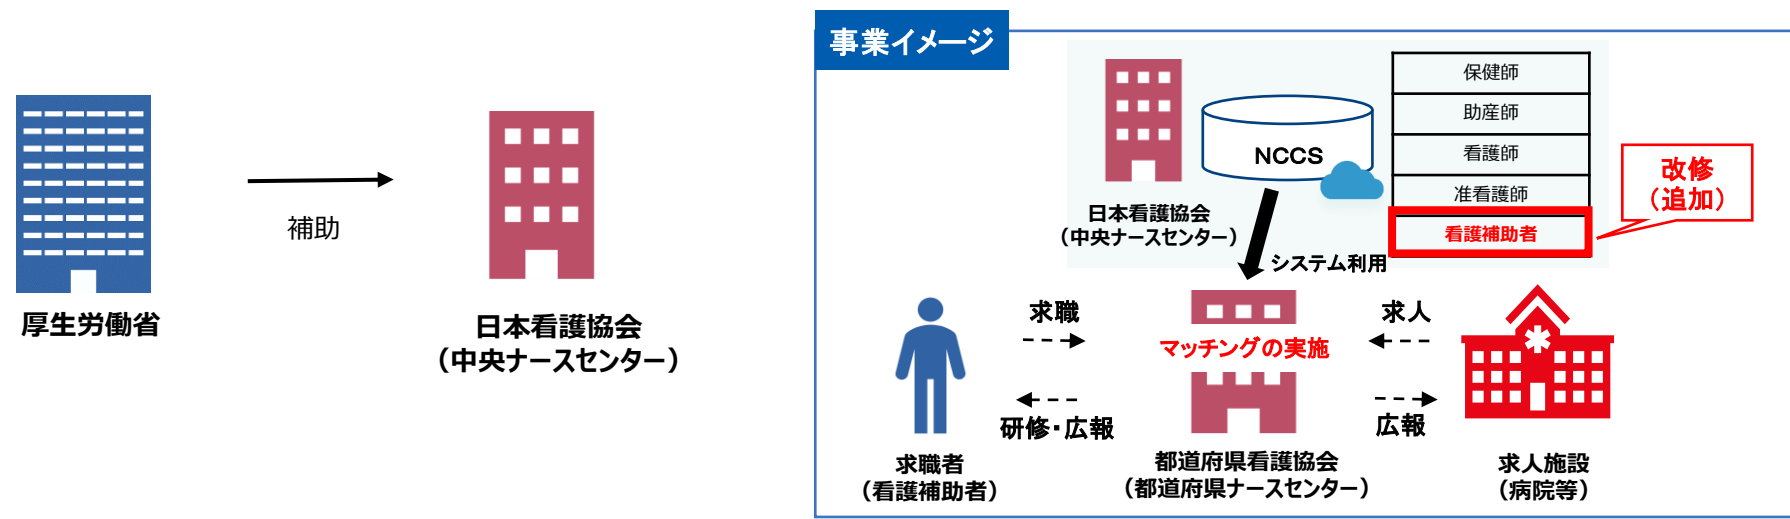 事業イメージ
厚生労働省
補助
日本看護協会
（中央ナースセンター）
日本看護協会
（中央ナースセンター）
NCCS
保健師
助産師
看護師
准看護師
看護補助者
改修
（追加）
システム利用
求職
求人
マッチングの実施
研修・広報
広報
求職者
（看護補助者）
都道府県看護協会
（都道府県ナースセンター）
求人施設
（病院等）